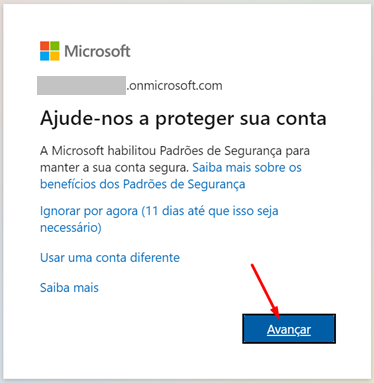 Microsoft
.onmicrosoft.com
Ajude-nos a proteger sua conta
A Microsoft habilitou Padrões de Segurança para
manter a sua conta segura. Saiba mais sobre os
benefícios dos Padrões de Segurança
Ignorar por agora (11 dias até que isso seja
necessário)
Usar uma conta diferente
Saiba mais
Avançar